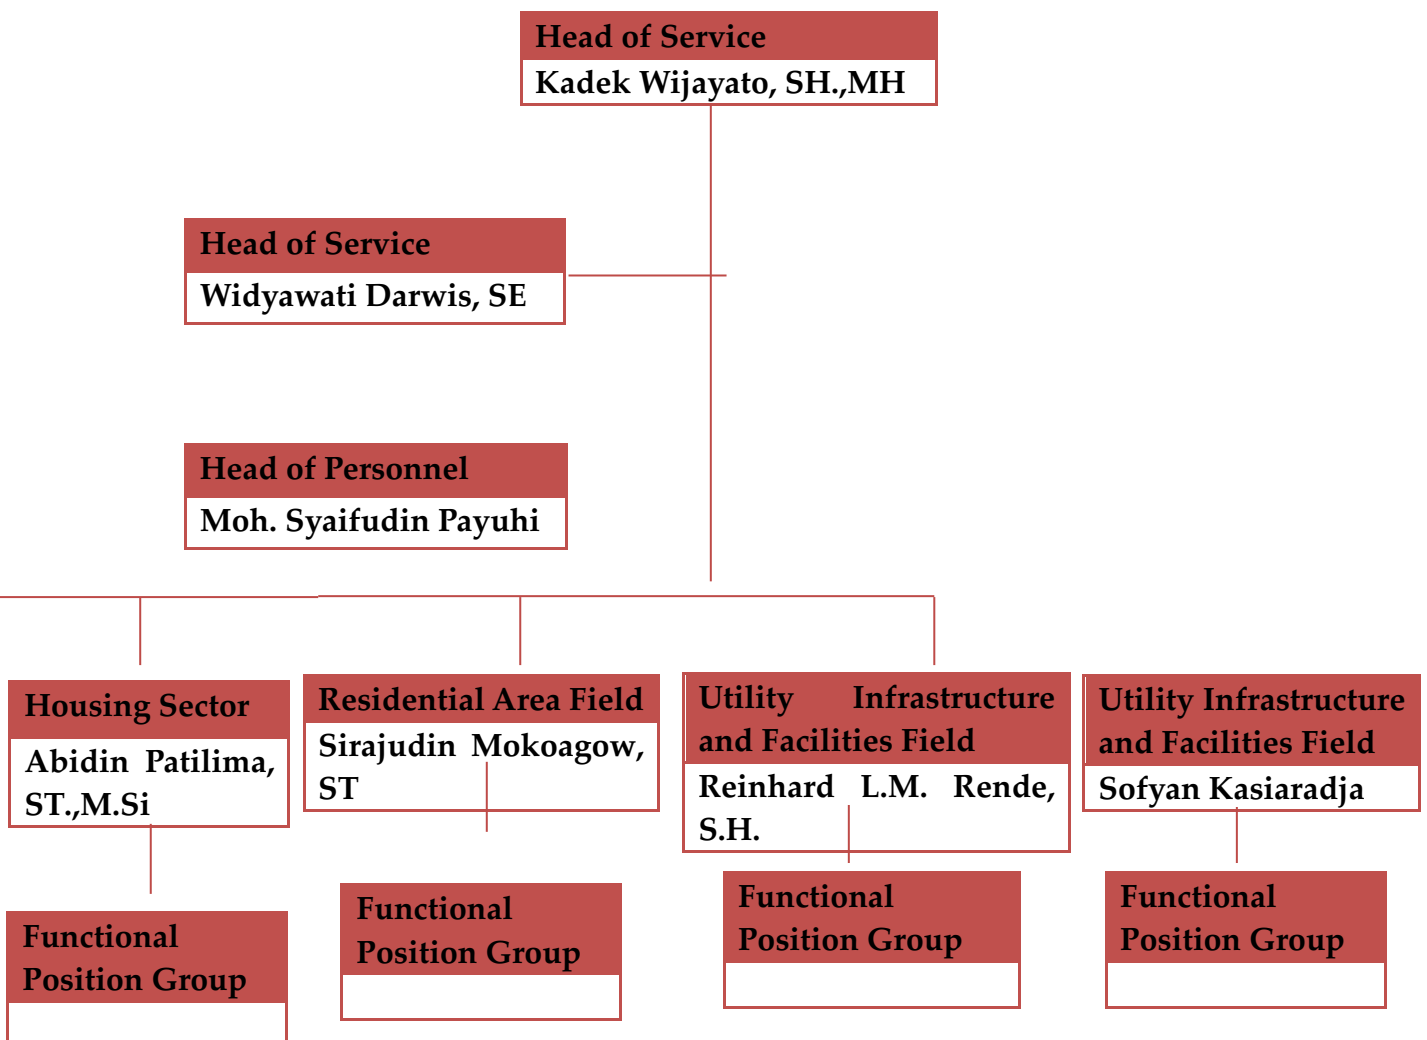 Head of Service
Kadek Wijayato, SH.,MH
Head of Service
Widyawati Darwis, SE
Head of Personnel
Moh. Syaifudin Payuhi
Housing Sector
Abidin Patilima,
ST.,M.Si
Residential Area Field
Sirajudin Mokoagow,
ST
Utility Infrastructure
and Facilities Field
Reinhard L.M. Rende,
S.H.
Utility Infrastructure
and Facilities Field
Sofyan Kasiaradja
Functional
Position Group
Functional
Position Group
Functional
Position Group
Functional
Position Group